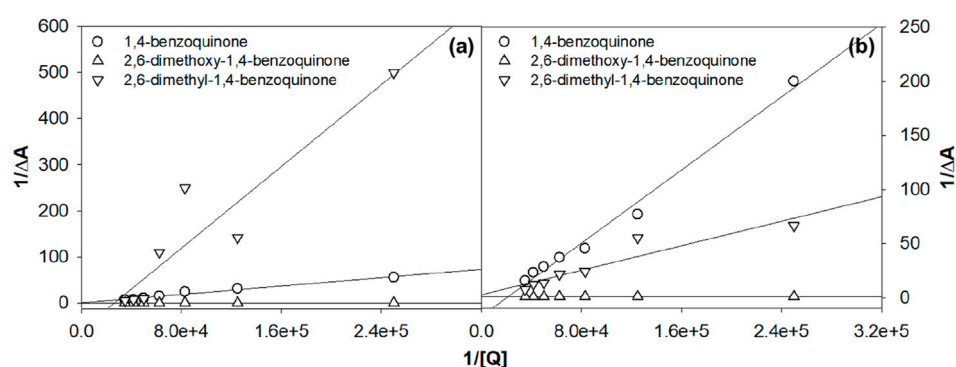 600
500
400
300
200
100
0
1/ΔA
(a)
1,4-benzoquinone
2,6-dimethoxy-1,4-benzoquinone
2,6-dimethyl-1,4-benzoquinone
8.0e+4
1.6e+5
2.4e+5
(b)
1,4-benzoquinone
2,6-dimethoxy-1,4-benzoquinone
2,6-dimethyl-1,4-benzoquinone
250
200
150
100
50
0
1/ΔA
0.0
8.0e+4
1.6e+5
2.4e+5
3.2e+5
0.0
1/[Q]